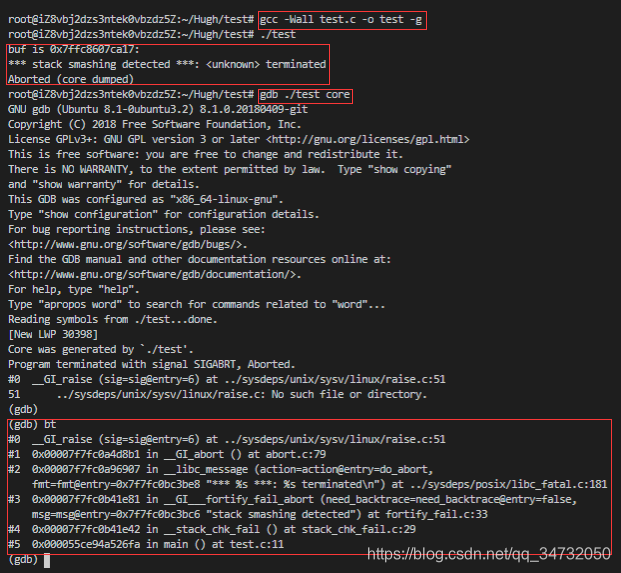 root@iZ8vbj2dzs3ntek0vbzdz5Z:~/Hugh/test# gcc -Wall test.c -o test -g
root@iZ8vbj2dzs3ntek0vbzdz5Z:~/Hugh/test# ./test
buf is 0x7ffc8607ca17:
*** stack smashing detected ***: <unknown> terminated
Aborted (core dumped)
root@iZ8vbj2dzs3ntek0vbzdz5Z:~/Hugh/test# gdb ./test core
GNU gdb (Ubuntu 8.1-0ubuntu3.2) 8.1.0.20180409-git
Copyright (C) 2018 Free Software Foundation, Inc.
License GPLv3+: GNU GPL version 3 or later <http://gnu.org/licenses/gpl.html>
This is free software: you are free to change and redistribute it.
There is NO WARRANTY, to the extent permitted by law.  Type "show copying"
and "show warranty" for details.
This GDB was configured as "x86_64-linux-gnu".
Type "show configuration" for configuration details.
For bug reporting instructions, please see:
<http://www.gnu.org/software/gdb/bugs/>.
Find the GDB manual and other documentation resources online at:
<http://www.gnu.org/software/gdb/documentation/>.
For help, type "help".
Type "apropos word" to search for commands related to "word"...
Reading symbols from ./test...done.
[New LWP 30398]
Core was generated by `./test'.
Program terminated with signal SIGABRT, Aborted.
#0  __GI_raise (sig=sig@entry=6) at ../sysdeps/unix/sysv/linux/raise.c:51
51      ../sysdeps/unix/sysv/linux/raise.c: No such file or directory.
(gdb)
(gdb) bt
#0  __GI_raise (sig=sig@entry=6) at ../sysdeps/unix/sysv/linux/raise.c:51
#1  0x00007f7fc0a4d8b1 in __GI_abort () at abort.c:79
#2  0x00007f7fc0a96907 in __libc_message (action=action@entry=do_abort,
    fmt=fmt@entry=0x7f7fc0bc3be8 "*** %s ***: %s terminated\n") at ../sysdeps/posix/libc_fatal.c:181
#3  0x00007f7fc0b41e81 in __GI___fortify_fail_abort (need_backtrace=need_backtrace@entry=false,
    msg=msg@entry=0x7f7fc0bc3bc6 "stack smashing detected") at fortify_fail.c:33
#4  0x00007f7fc0b41e42 in __stack_chk_fail () at stack_chk_fail.c:29
#5  0x000055ce94a526fa in main () at test.c:11
(gdb)
https://blog.csdn.net/qq_34732050